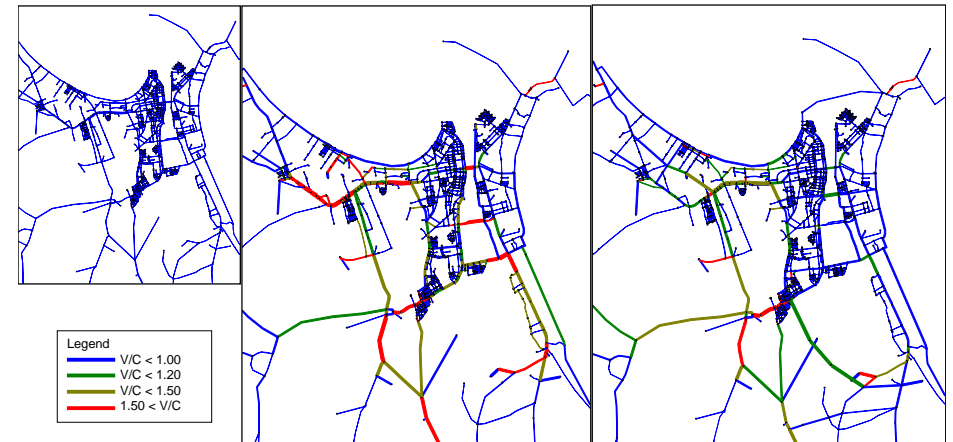 Legend
V/C < 1.00
V/C < 1.20
V/C < 1.50
1.50 < V/C